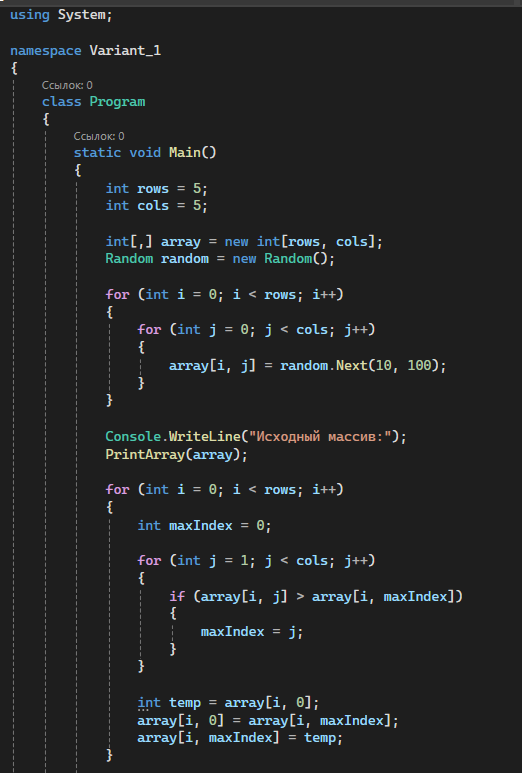 using System;
namespace Variant_1
{
Ссылок: 0
class Program
{
Ссылок: 0
static void Main()
{
int rows = 5;
int cols = 5;
int[,] array = new int[rows, cols];
Random random = new Random();
for (int i = 0; i < rows; i++)
{
for (int j = 0; j < cols; j++)
{
array[i, j] = random.Next(10, 100);
}
}
Console.WriteLine("Исходный массив:");
PrintArray(array);
for (int i = 0; i < rows; i++)
{
int maxIndex = 0;
for (int j = 1; j < cols; j++)
{
if (array[i, j] > array[i, maxIndex])
{
maxIndex = j;
}
}
int temp = array[i, 0];
array[i, 0] = array[i, maxIndex];
array[i, maxIndex] = temp;
}